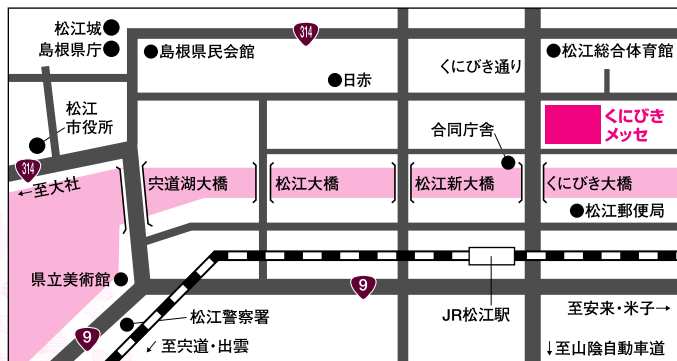 松江城
島根県庁
島根県民会館
314
日赤
くにびき通り
松江総合体育館
松江
市役所
合同庁舎
くにびき
メッセ
314
←至大社
宍道湖大橋
松江大橋
松江新大橋
くにびき大橋
松江郵便局
県立美術館
9
JR松江駅
至安来・米子→
9
松江警察署
↙至宍道・出雲
↓至山陰自動車道